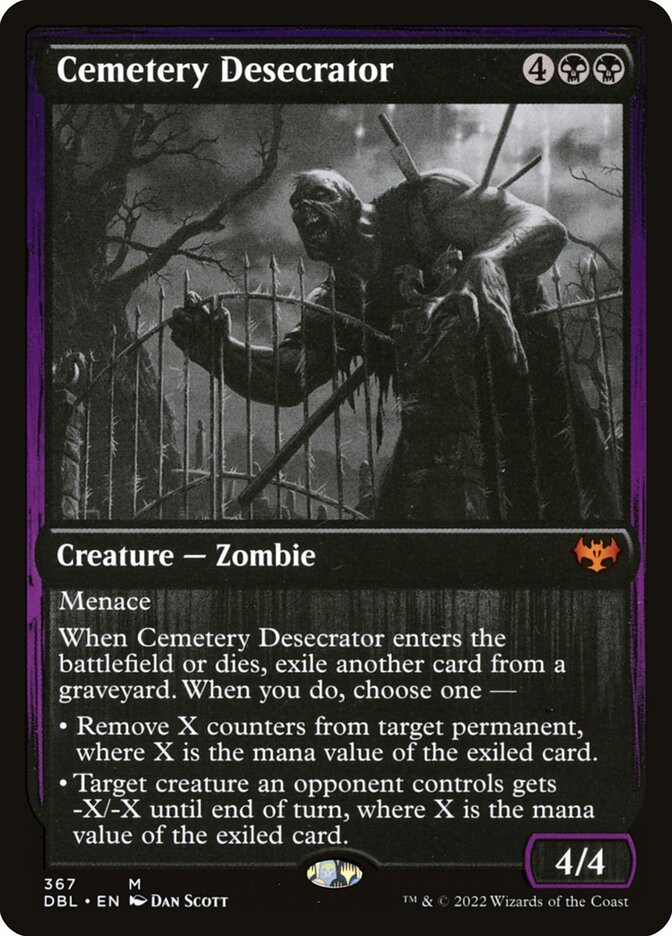 Cemetery Desecrator 4
Creature — Zombie
Menace
When Cemetery Desecrator enters the
battlefield or dies, exile another card from a
graveyard. When you do, choose one —
• Remove X counters from target permanent,
where X is the mana value of the exiled card.
• Target creature an opponent controls gets
-X/-X until end of turn, where X is the mana
value of the exiled card.
4/4
367 M
DBL • EN Dan Scott
™ & © 2022 Wizards of the Coast